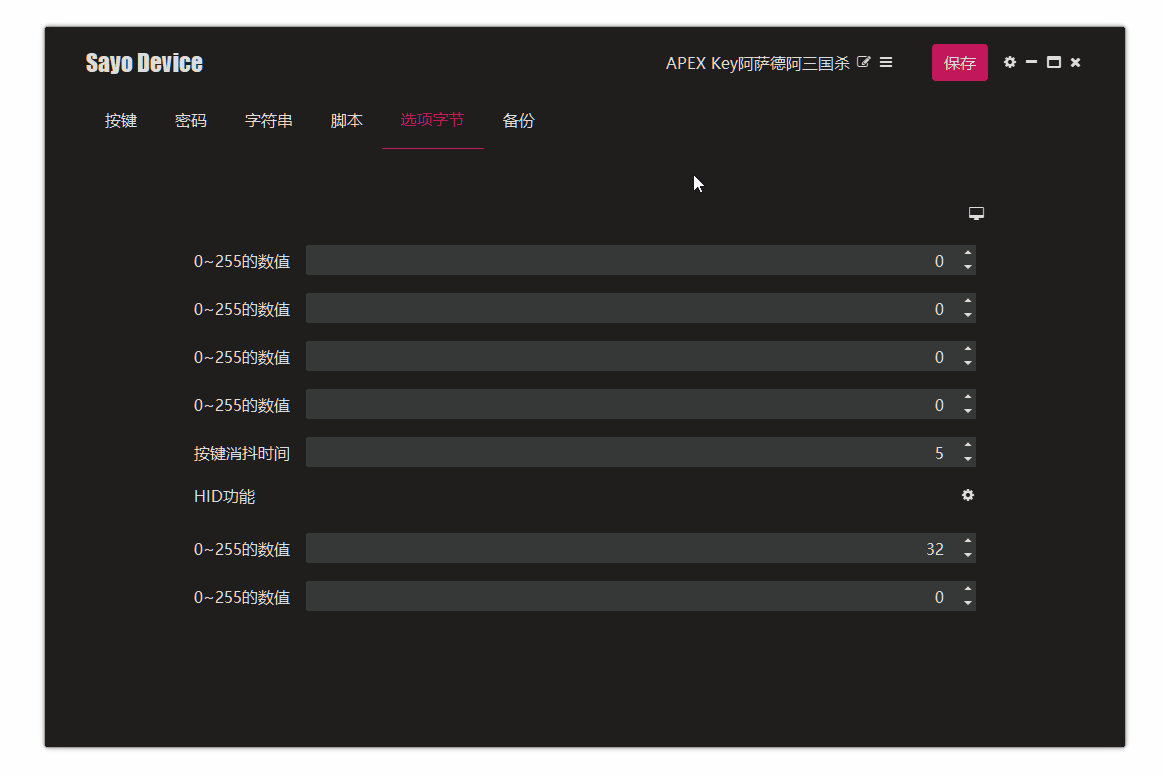 Sayo Device
APEX Key阿萨德阿三国杀
保存
按键 密码 字符串 脚本 选项字节 备份
0~255的数值 0
0~255的数值 0
0~255的数值 0
0~255的数值 0
按键消抖时间 5
HID功能
0~255的数值 32
0~255的数值 0